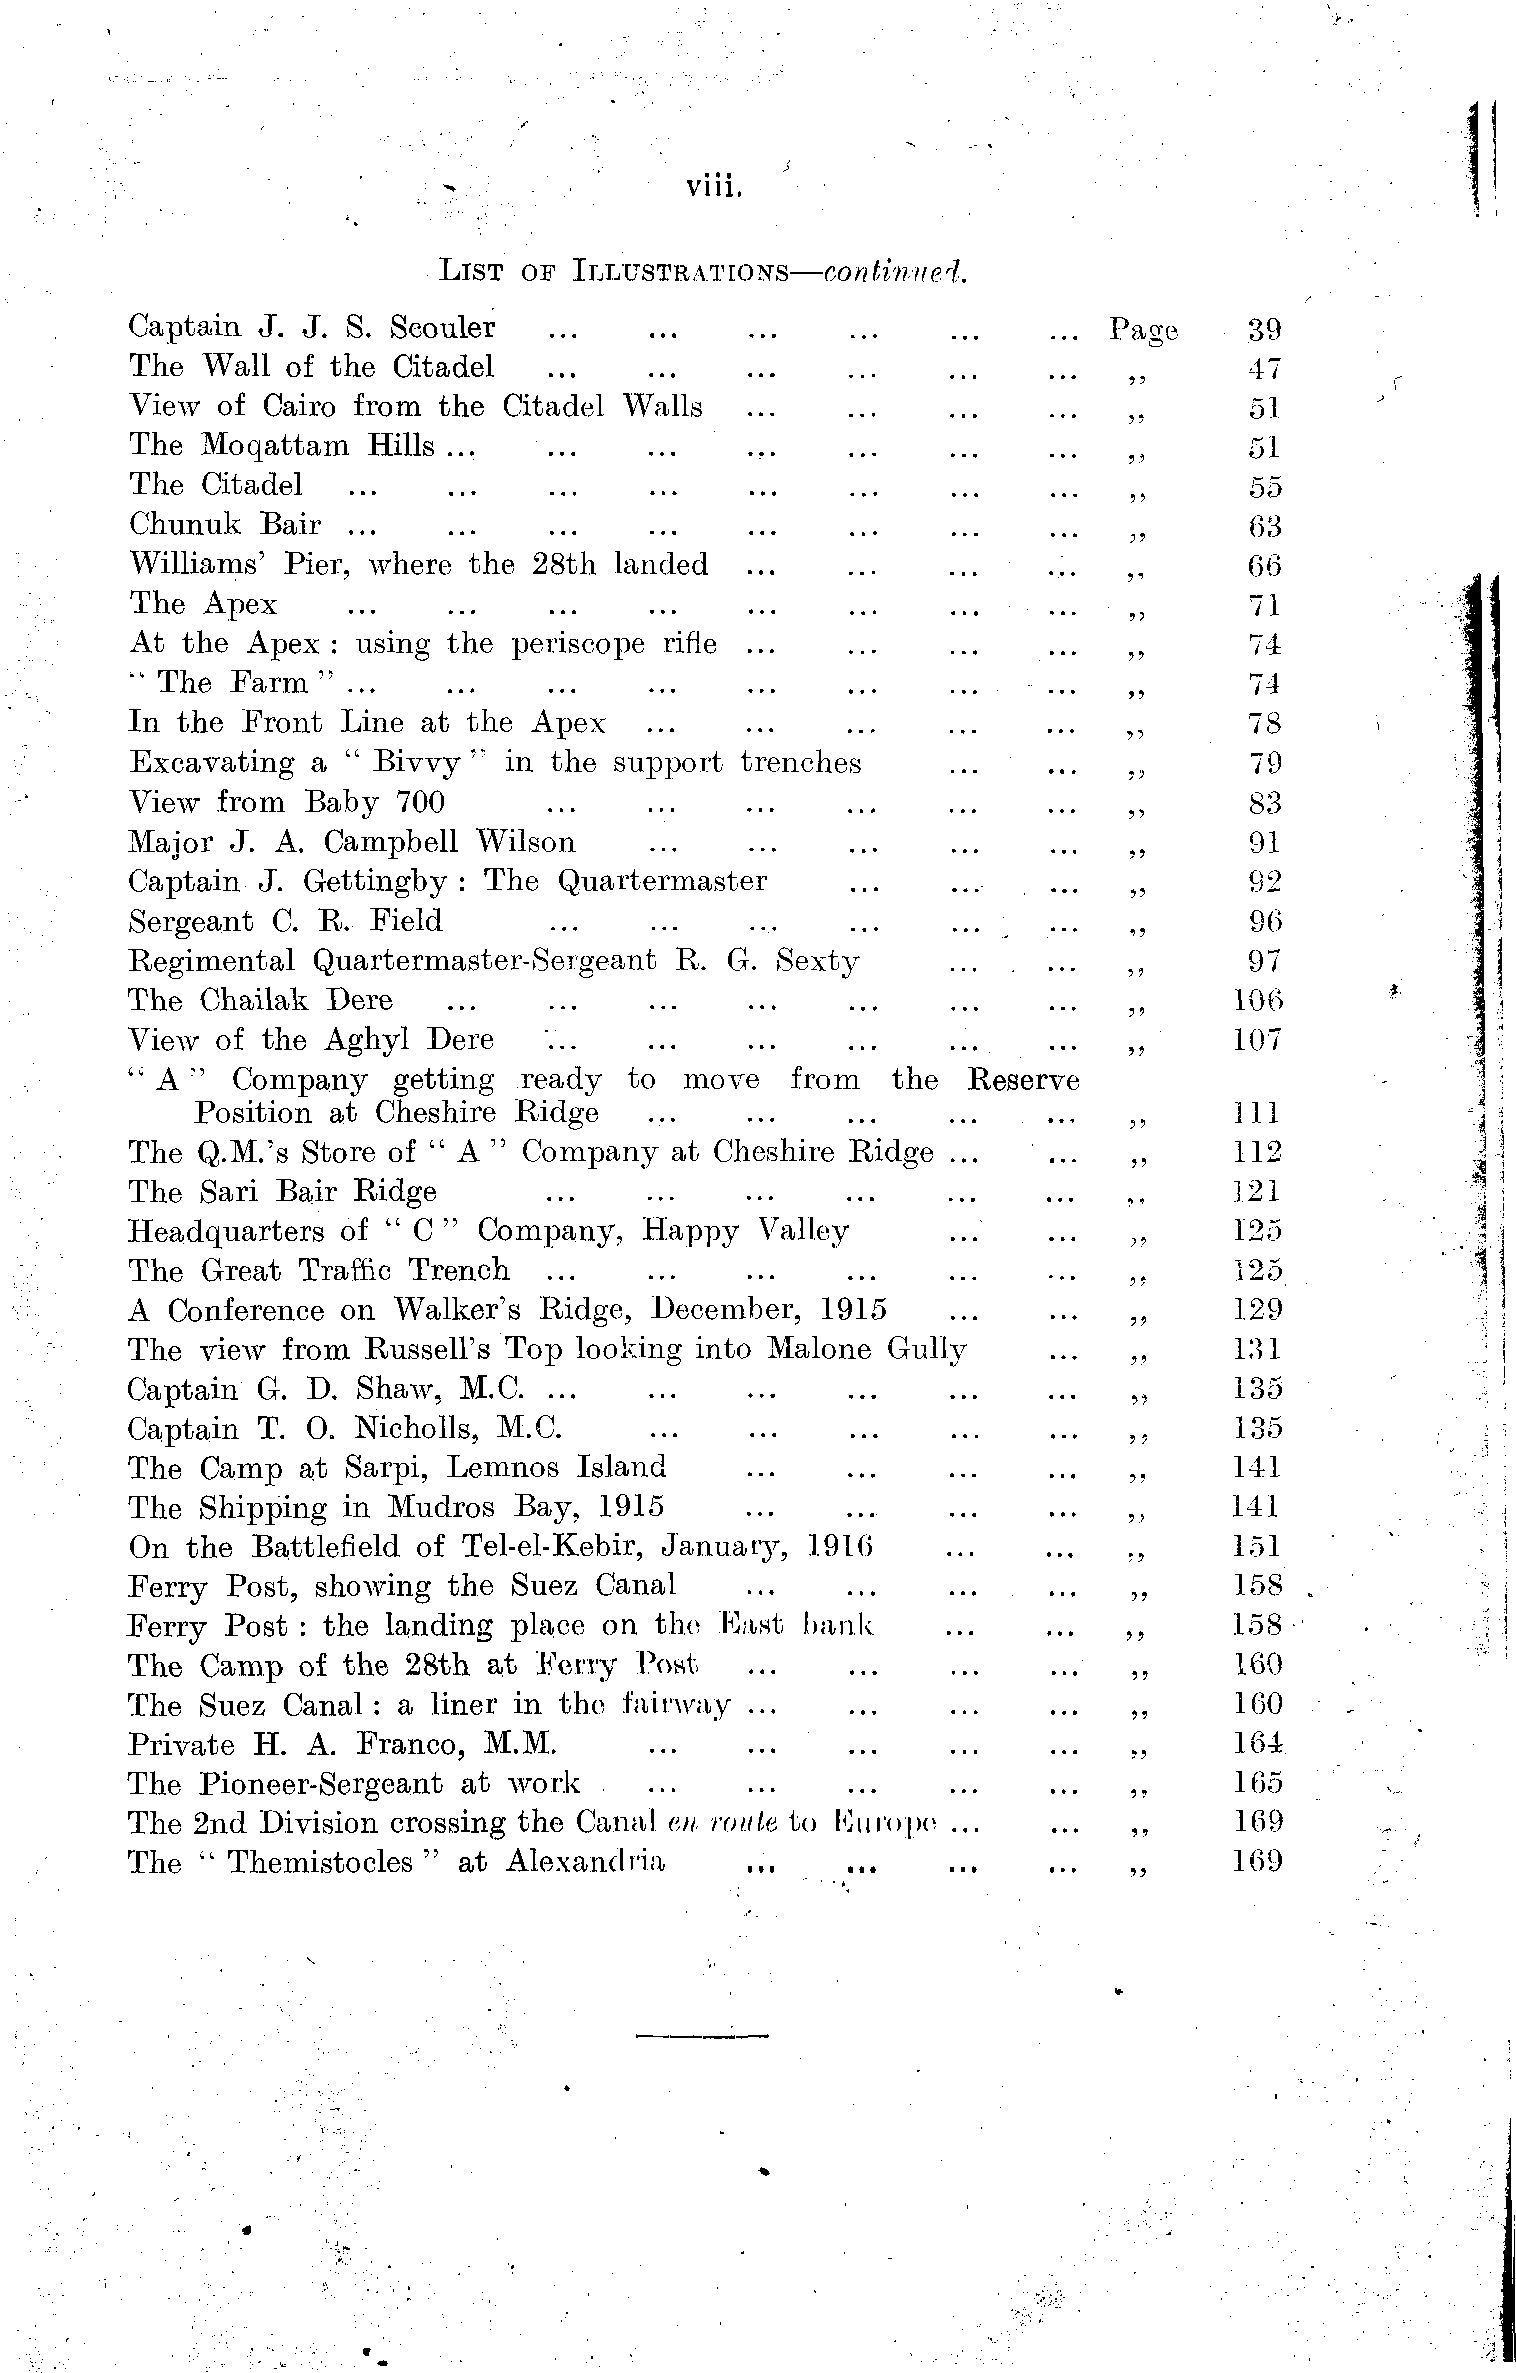 viii.
LIST OF ILLUSTRATIONS—continued.
Captain J. J. S. Scouler ... ... ... ... ... ... Page 39
The Wall of the Citadel ... ... ... ... ... ... ,, 47
View of Cairo from the Citadel Walls ... ... ... ... ,, 51
The Moqattam Hills ... ... ... ... ... ... ... ,, 51
The Citadel ... ... ... ... ... ... ... ... ,, 55
Chunuk Bair ... ... ... ... ... ... ... ... ,, 63
Williams' Pier, where the 28th landed ... ... ... ... ,, 66
The Apex ... ... ... ... ... ... ... ... ,, 71
At the Apex : using the periscope rifle ... ... ... ... ,, 74
" The Farm " ... ... ... ... ... ... ... ... ,, 74
In the Front Line at the Apex ... ... ... ... ... ,, 78
Excavating a " Bivvy " in the support trenches ... ... ,, 79
View from Baby 700 ... ... ... ... ... ... ,, 83
Major J. A. Campbell Wilson ... ... ... ... ... ,, 91
Captain J. Gettingby : The Quartermaster ... ... ... ,, 92
Sergeant C. R. Field ... ... ... ... ... ... ,, 96
Regimental Quartermaster-Sergeant R. G. Sexty ... ... ,, 97
The Chailak Dere ... ... ... ... ... ... ... ,, 106
View of the Aghyl Dere ... ... ... ... ... ... ,, 107
" A " Company getting ready to move from the Reserve
Position at Cheshire Ridge ... ... ... ... ... ,, 111
The Q.M.'s Store of " A " Company at Cheshire Ridge ... ... ,, 112
The Sari Bair Ridge ... ... ... ... ... ... ,, 121
Headquarters of " C " Company, Happy Valley ... ... ,, 125
The Great Traffic Trench ... ... ... ... ... ... ,, 125
A Conference on Walker's Ridge, December, 1915 ... ... ,, 129
The view from Russell's Top looking into Malone Gully ... ,, 131
Captain G. D. Shaw, M.C. ... ... ... ... ... ... ,, 135
Captain T. O. Nicholls, M.C. ... ... ... ... ... ,, 135
The Camp at Sarpi, Lemnos Island ... ... ... ... ,, 141
The Shipping in Mudros Bay, 1915 ... ... ... ... ,, 141
On the Battlefield of Tel-el-Kebir, January, 1916 ... ... ,, 151
Ferry Post, showing the Suez Canal ... ... ... ... ,, 158
Ferry Post : the landing place on the East bank ... ... ,, 158
The Camp of the 28th at Ferry Post ... ... ... ... ,, 160
The Suez Canal : a liner in the fairway ... ... ... ... ,, 160
Private H. A. Franco, M.M. ... ... ... ... ... ,, 164
The Pioneer-Sergeant at work ... ... ... ... ... ,, 165
The 2nd Division crossing the Canal en route to Europe ... ... ,, 169
The " Themistocles " at Alexandria ... ... ... ... ,, 169